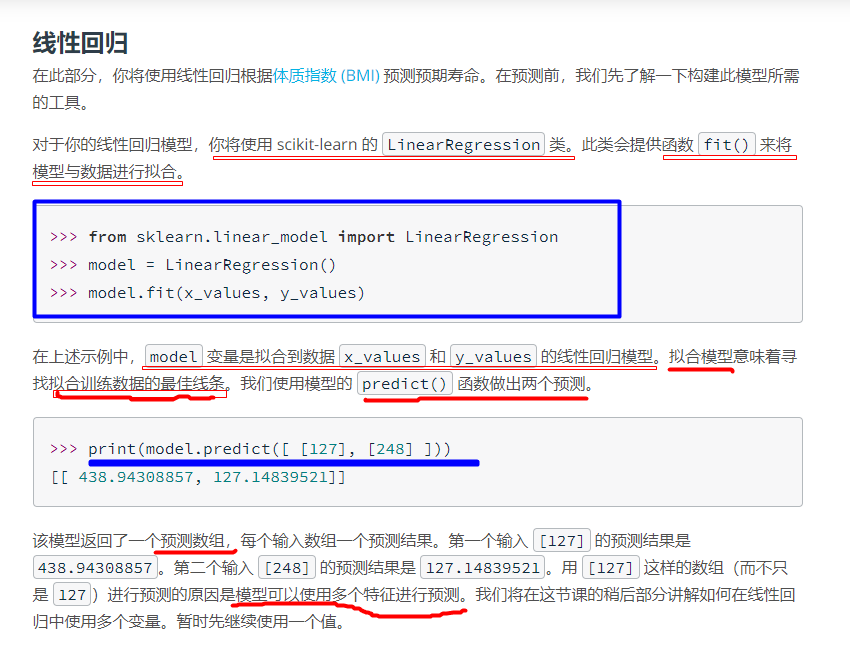 线性回归
在此部分，你将使用线性回归根据体质指数 (BMI) 预测预期寿命。在预测前，我们先了解一下构建此模型所需
的工具。
对于你的线性回归模型，你将使用 scikit-learn 的 LinearRegression 类。此类会提供函数 fit() 来将
模型与数据进行拟合。
>>> from sklearn.linear_model import LinearRegression
>>> model = LinearRegression()
>>> model.fit(x_values, y_values)
在上述示例中，model 变量是拟合到数据 x_values 和 y_values 的线性回归模型。拟合模型意味着寻
找拟合训练数据的最佳线条。我们使用模型的 predict() 函数做出两个预测。
>>> print(model.predict([ [127], [248] ]))
[[ 438.94308857, 127.14839521]]
该模型返回了一个预测数组，每个输入数组一个预测结果。第一个输入 [127] 的预测结果是
438.94308857。第二个输入 [248] 的预测结果是 127.14839521。用 [127] 这样的数组（而不只
是 127 ）进行预测的原因是模型可以使用多个特征进行预测。我们将在这节课的稍后部分讲解如何在线性回
归中使用多个变量。暂时先继续使用一个值。